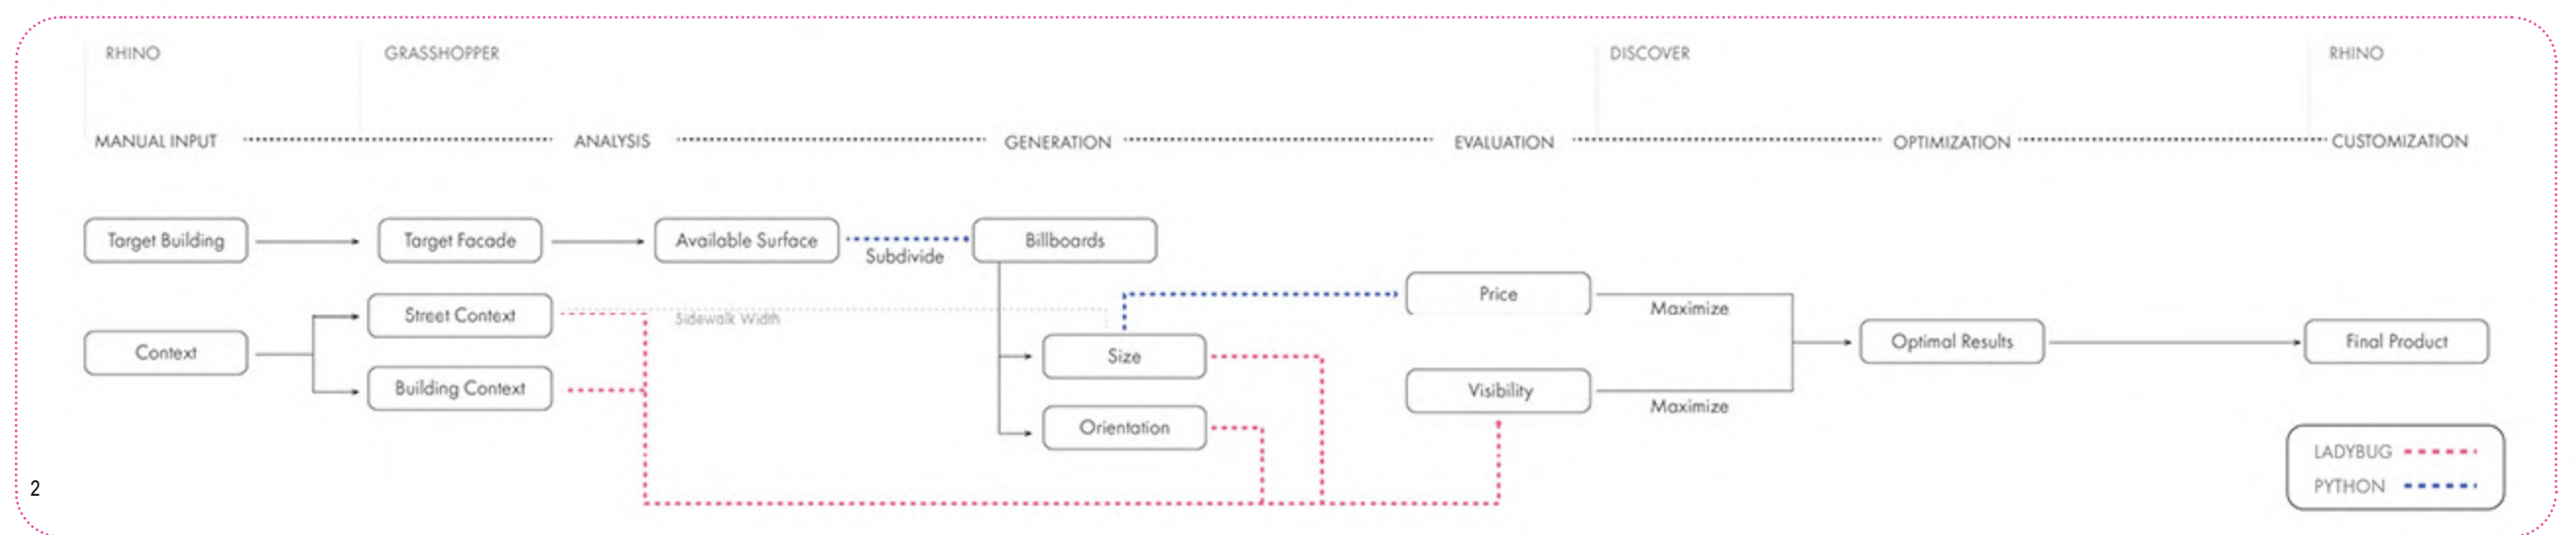 RHINO
GRASSHOPPER
DISCOVER
RHINO
MANUAL INPUT
ANALYSIS
GENERATION
EVALUATION
OPTIMIZATION
CUSTOMIZATION
Target Building
Target Facade
Available Surface
Subdivide
Billboards
Street Context
Sidewalk Width
Context
Building Context
Size
Orientation
Price
Maximize
Visibility
Maximize
Optimal Results
Final Product
LADYBUG
PYTHON
2